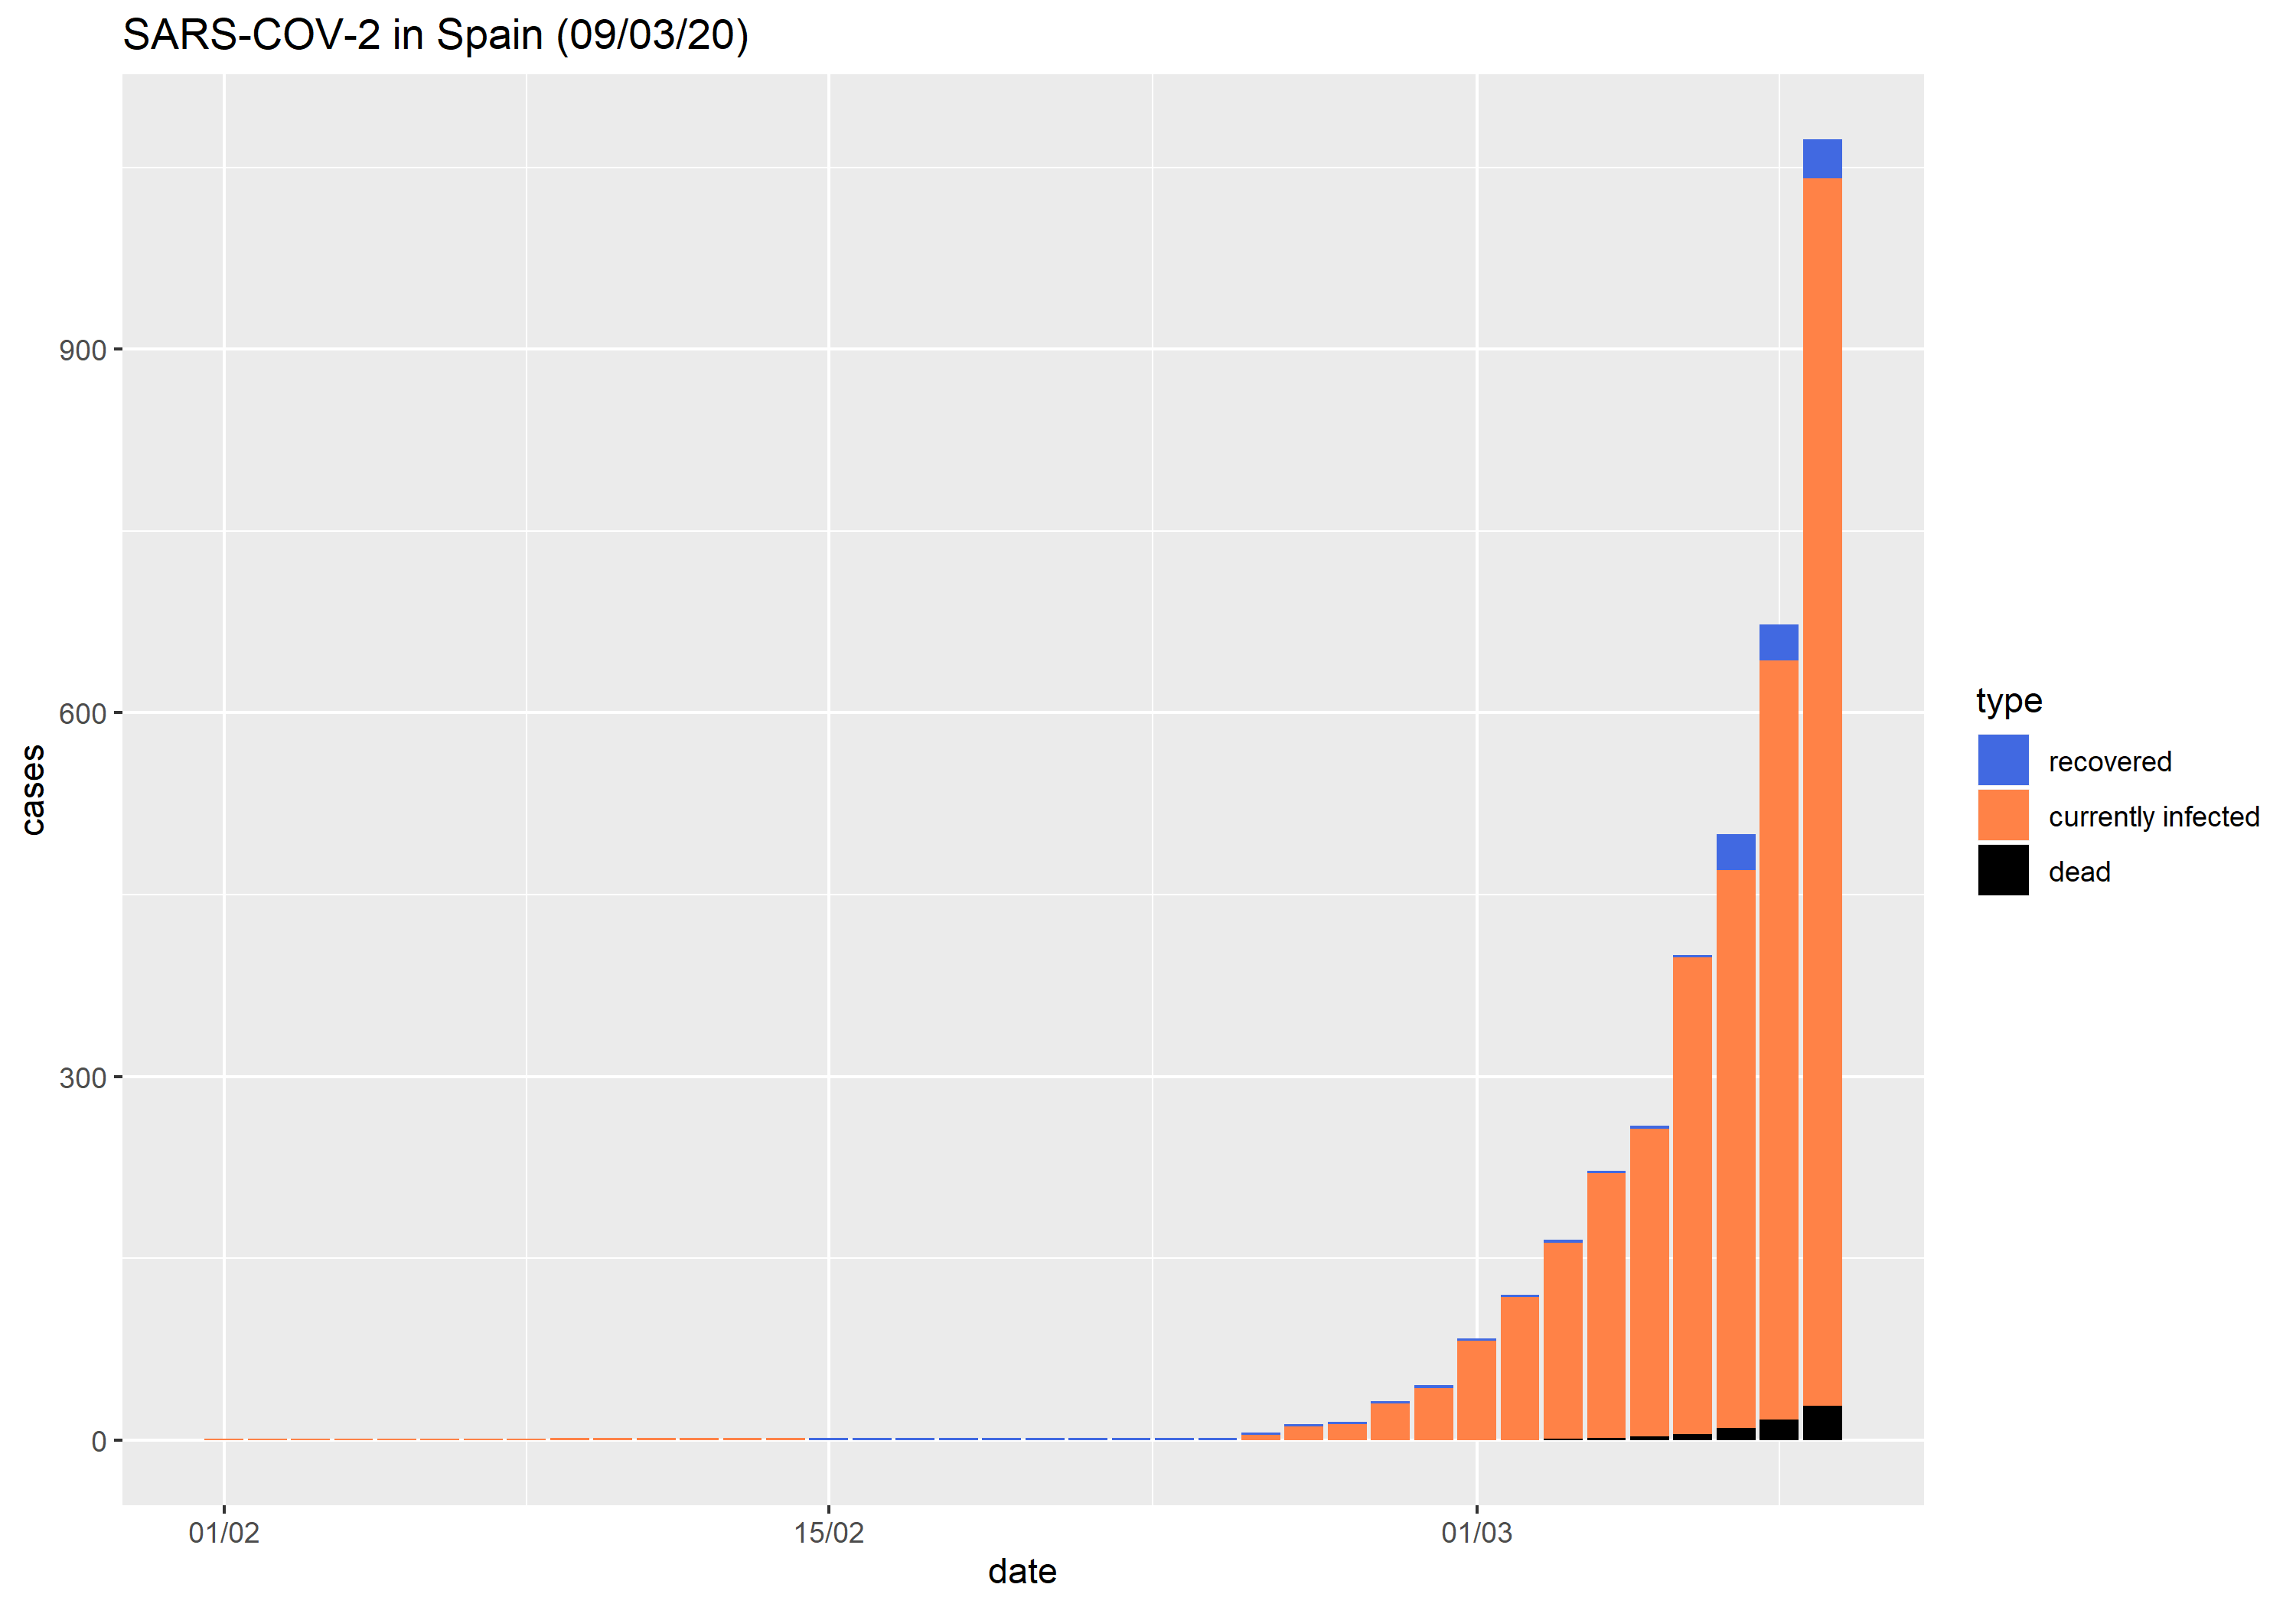 SARS-COV-2 in Spain (09/03/20)
900
600
300
0
cases
01/02
15/02
01/03
date
type
recovered
currently infected
dead